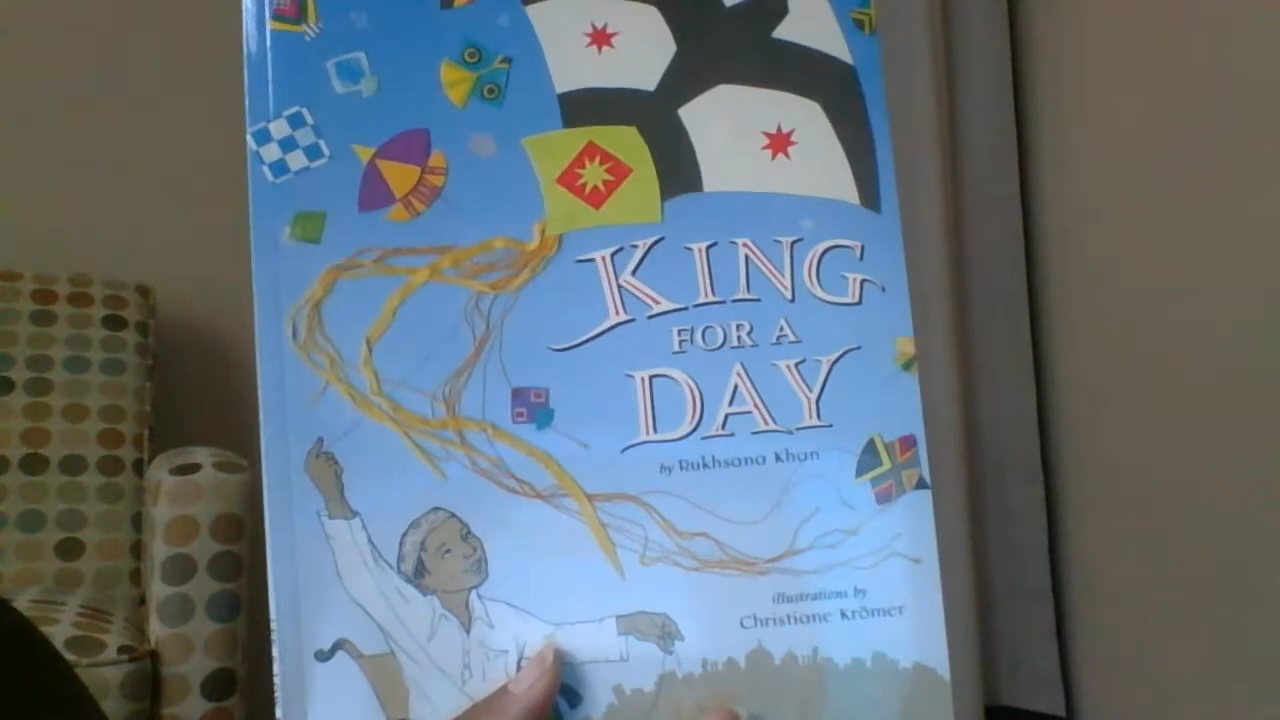 KING
FOR A
DAY
by Rukhsana Khan
illustrations by
Christiane Krömer